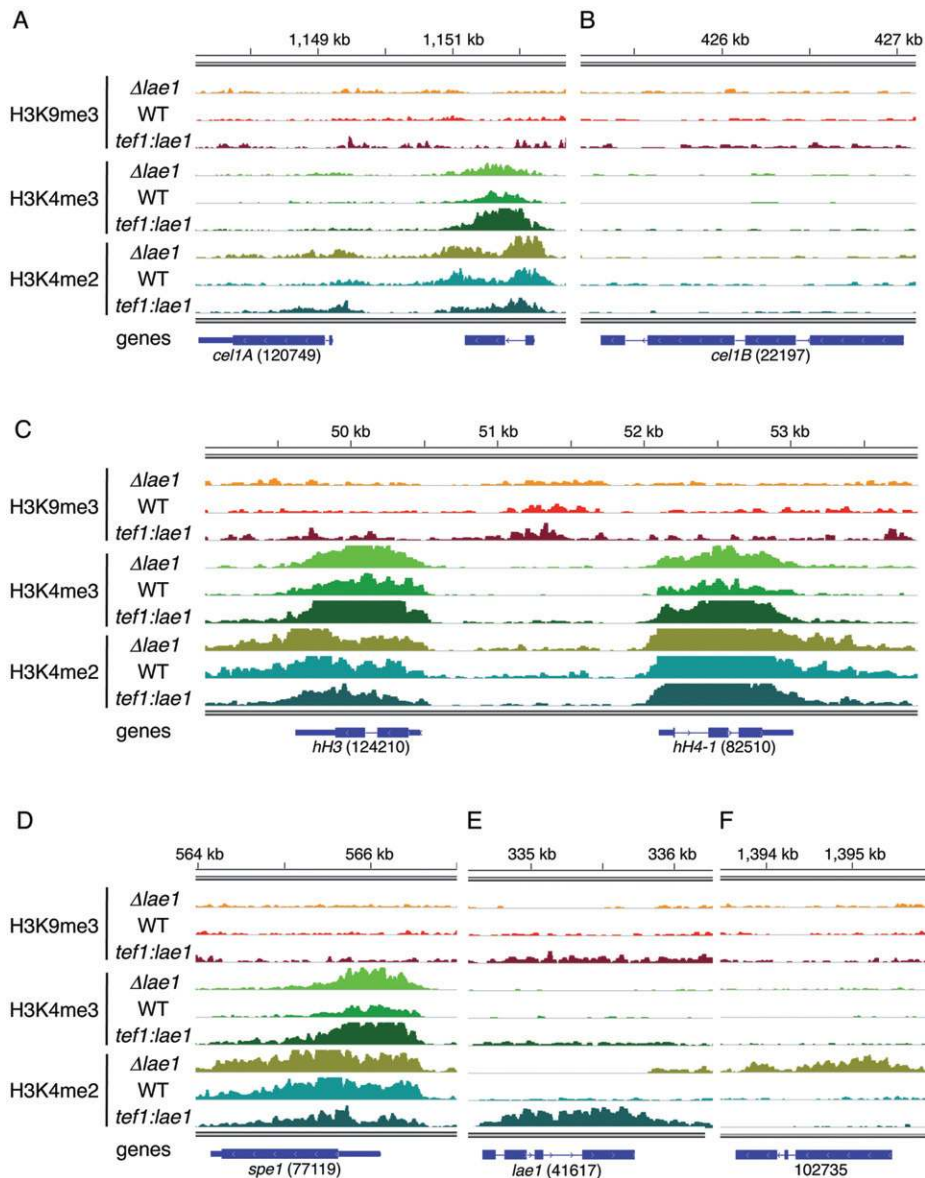 A
B
1,149 kb 1,151 kb
426 kb 427 kb
H3K9me3
Δlae1
WT
tef1:lae1
H3K4me3
Δlae1
WT
tef1:lae1
H3K4me2
Δlae1
WT
tef1:lae1
genes
cel1A (120749)
cel1B (22197)
C
50 kb 51 kb 52 kb 53 kb
H3K9me3
Δlae1
WT
tef1:lae1
H3K4me3
Δlae1
WT
tef1:lae1
H3K4me2
Δlae1
WT
tef1:lae1
genes
hH3 (124210)
hH4-1 (82510)
D
E
F
564 kb 566 kb
335 kb 336 kb
1,394 kb 1,395 kb
H3K9me3
Δlae1
WT
tef1:lae1
H3K4me3
Δlae1
WT
tef1:lae1
H3K4me2
Δlae1
WT
tef1:lae1
genes
spe1 (77119)
lae1 (41617)
102735